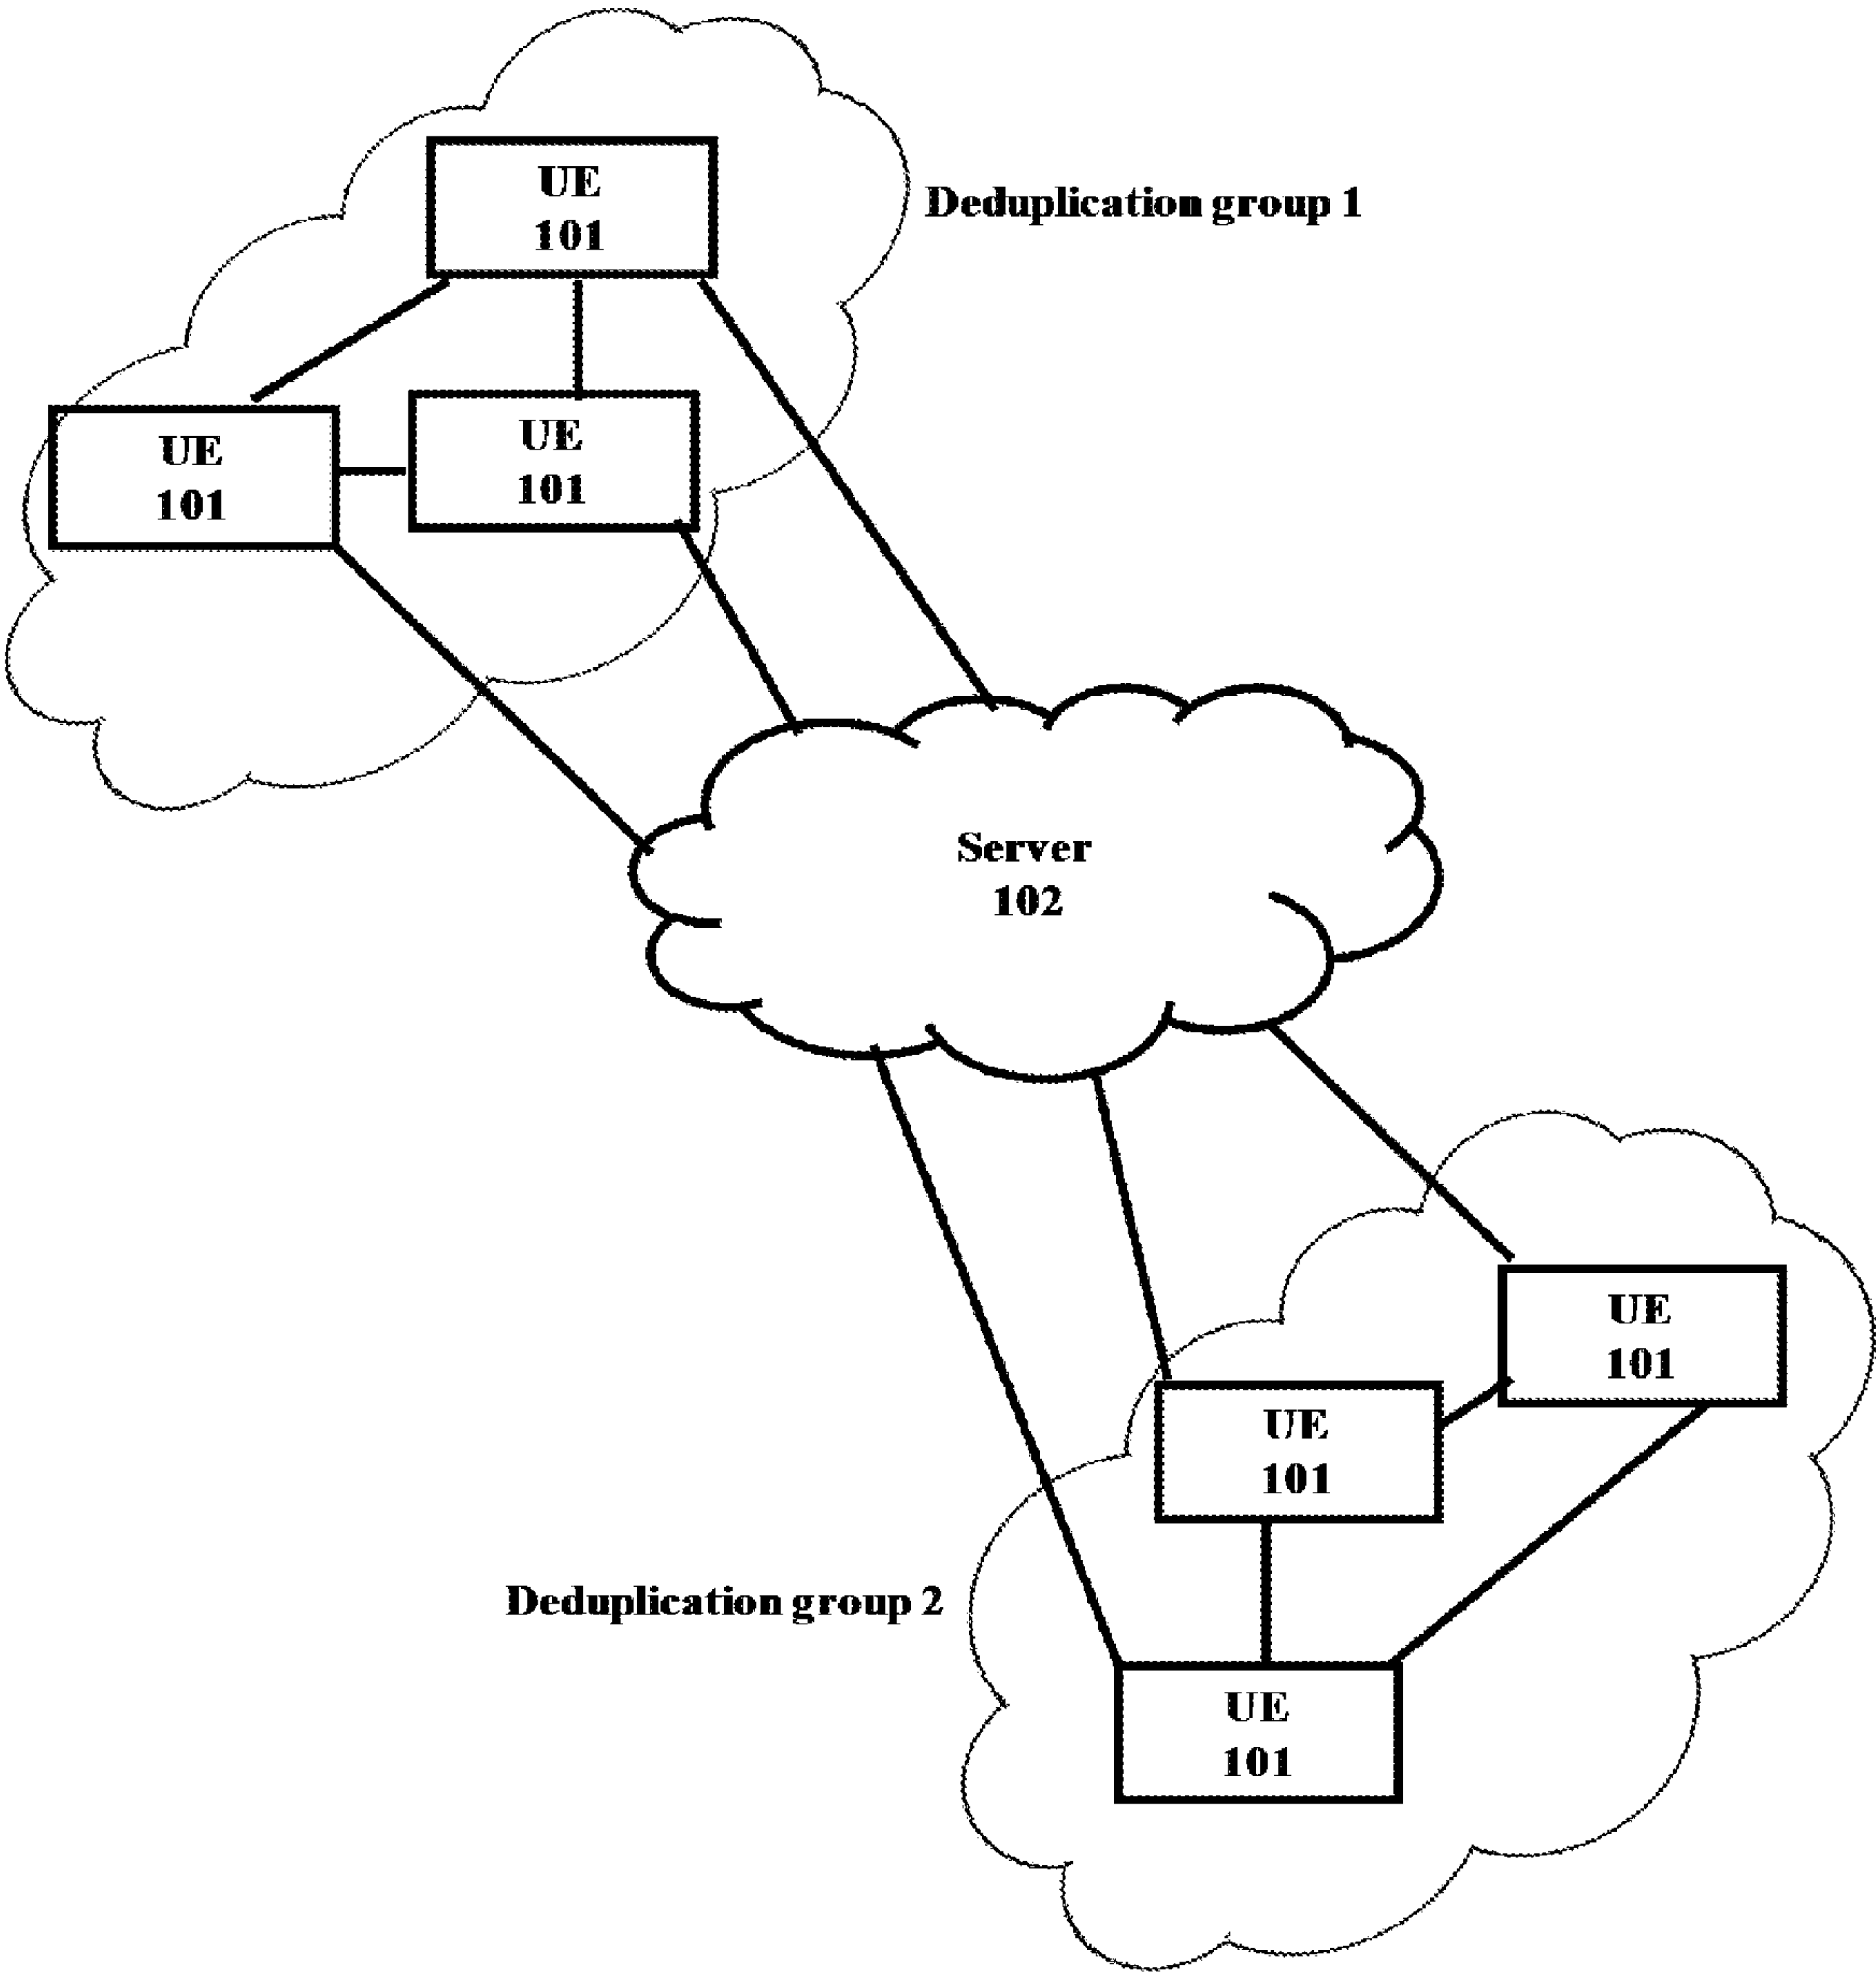 UE
101
Deduplication group 1
UE
101
UE
101
Server
102
UE
101
UE
101
Deduplication group 2
UE
101